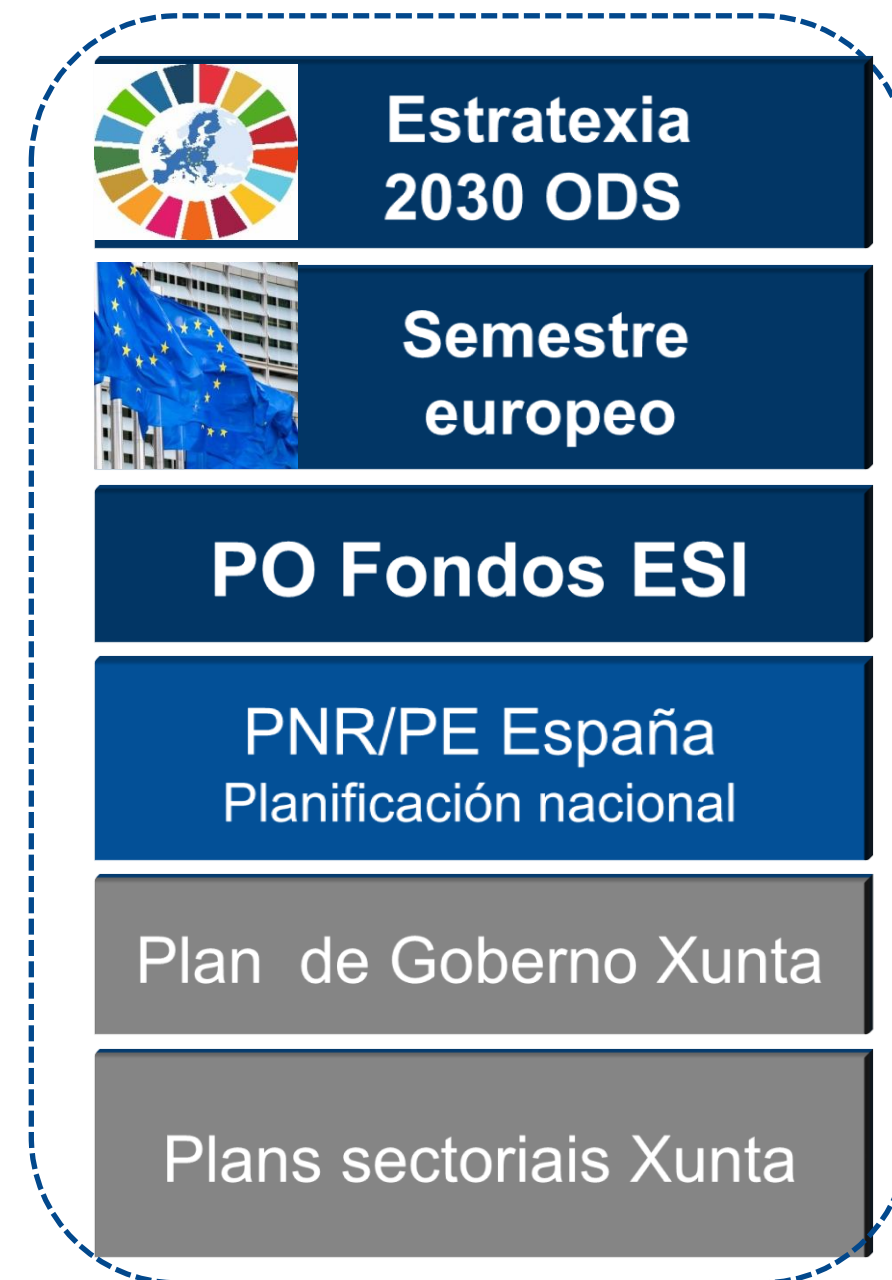 Estratexia
2030 ODS
Semestre
europeo
PO Fondos ESI
PNR/PE España
Planificación nacional
Plan de Goberno Xunta
Plans sectoriais Xunta